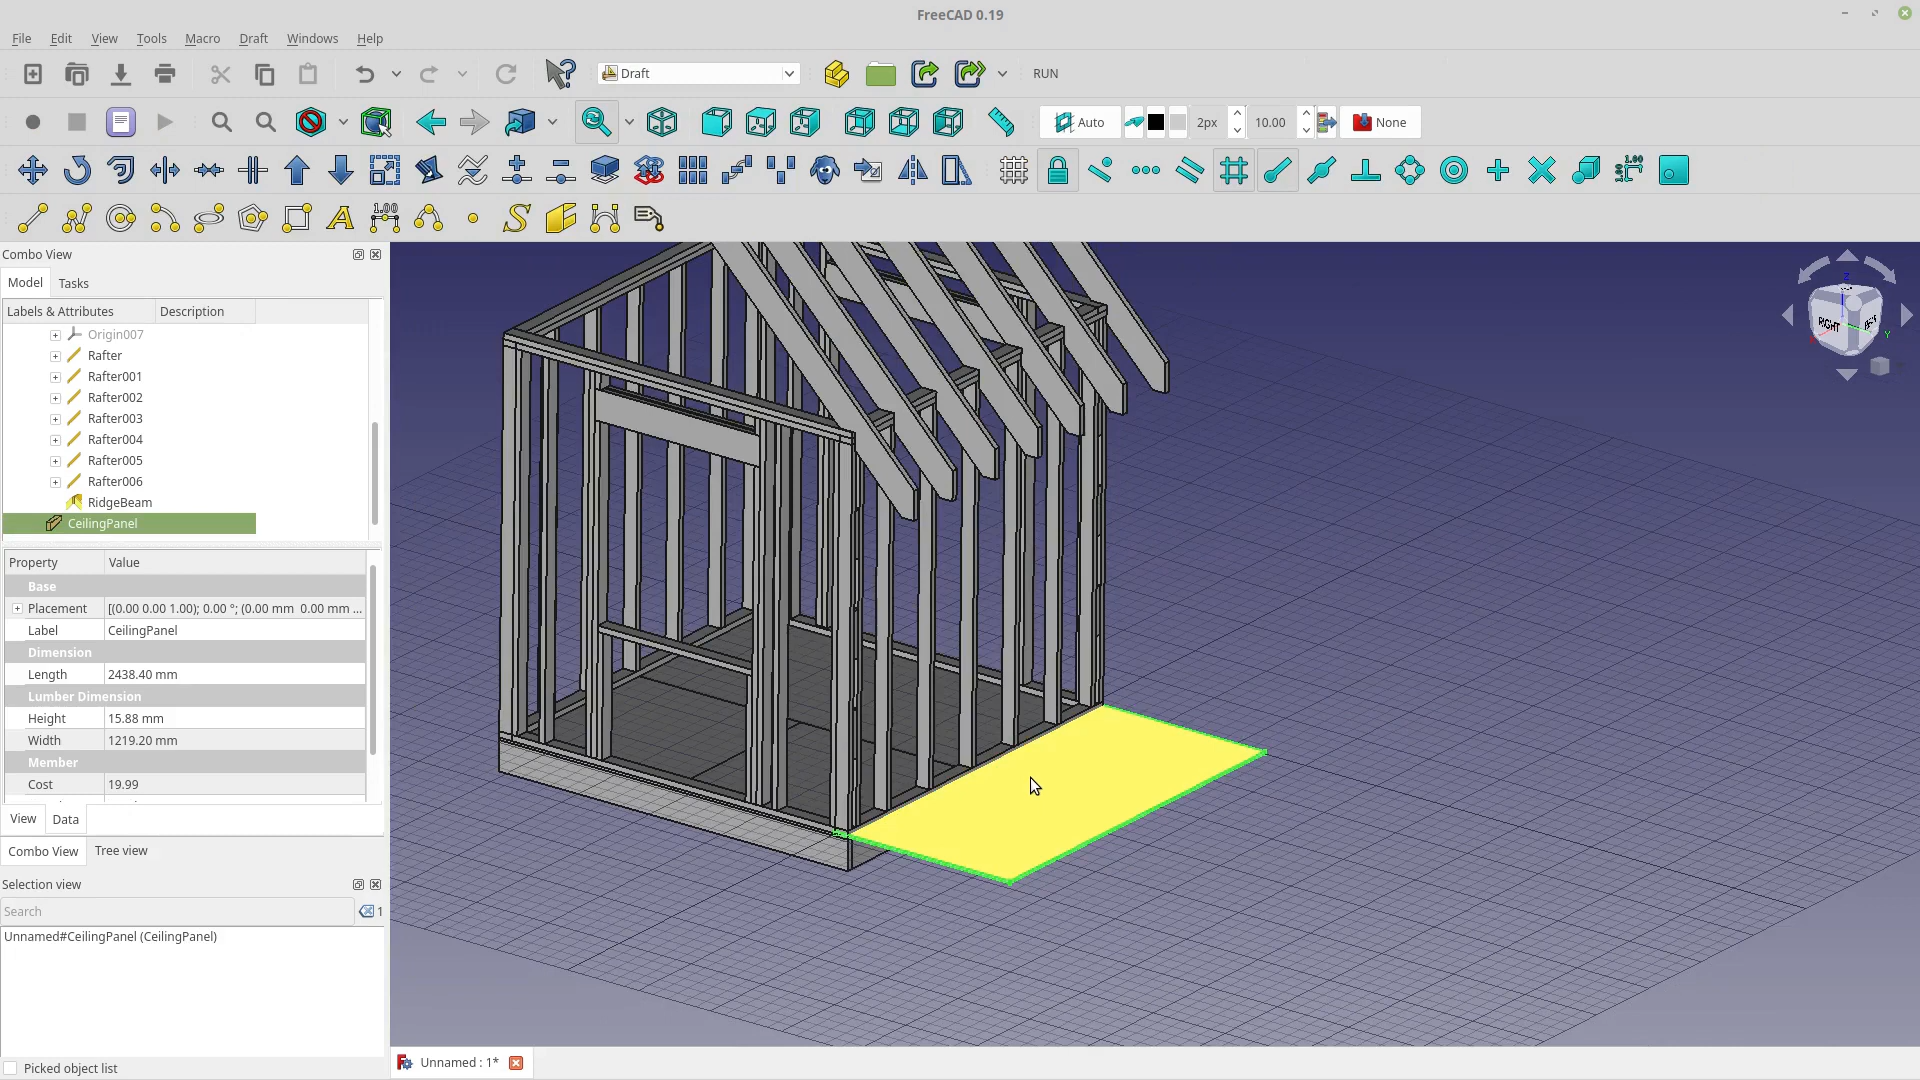 FreeCAD 0.19
File Edit View Tools Macro Draft Windows Help
Draft RUN
Auto 2px 10.00 None
1.00
1.00
Combo View
Model Tasks
Labels & Attributes Description
Origin007
Rafter
Rafter001
Rafter002
Rafter003
Rafter004
Rafter005
Rafter006
RidgeBeam
CeilingPanel
Property Value
Base
Placement [(0.00 0.00 1.00); 0.00 °; (0.00 mm 0.00 mm ...
Label CeilingPanel
Dimension
Length 2438.40 mm
Lumber Dimension
Height 15.88 mm
Width 1219.20 mm
Member
Cost 19.99
View Data
Combo View Tree view
Selection view
Search 1
Unnamed#CeilingPanel (CeilingPanel)
Picked object list
Unnamed : 1*
RIGHT
Z
Y